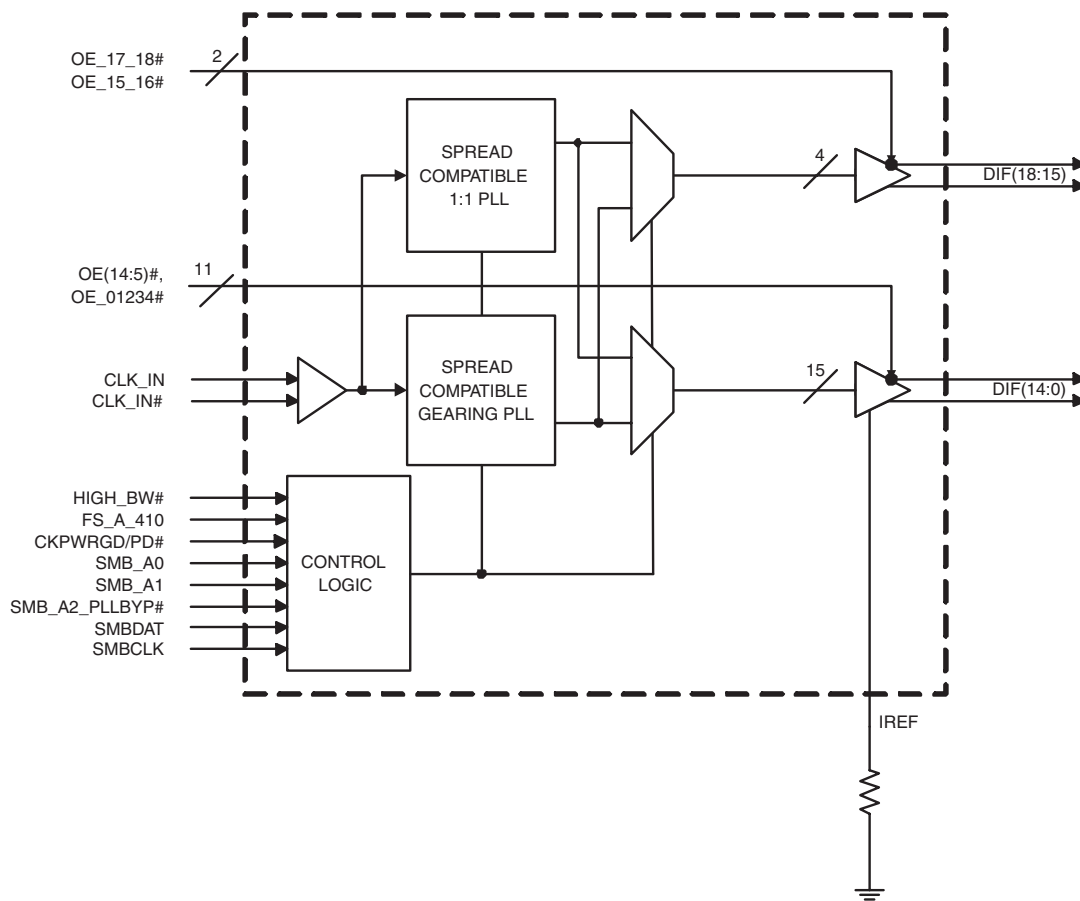 OE_17_18#
OE_15_16#
2
SPREAD
COMPATIBLE
1:1 PLL
4
DIF(18:15)
OE(14:5)#,
OE_01234#
11
CLK_IN
CLK_IN#
SPREAD
COMPATIBLE
GEARING PLL
15
DIF(14:0)
HIGH_BW#
FS_A_410
CKPWRGD/PD#
SMB_A0
SMB_A1
SMB_A2_PLLBYP#
SMBDAT
SMBCLK
CONTROL
LOGIC
IREF